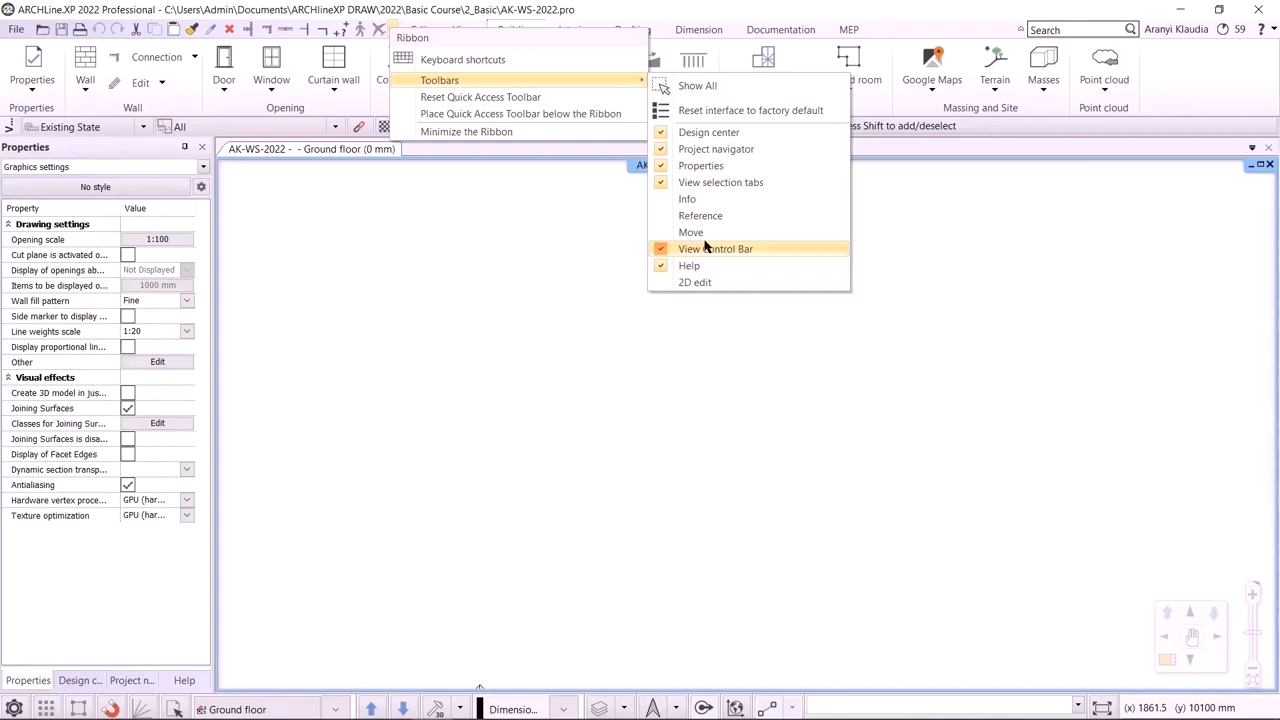 ARCHLine.XP 2022 Professional - C:\Users\Admin\Documents\ARCHlineXP DRAW\2022\Basic Course\2_Basic\AK-WS-2022.pro
File
Dimension
Documentation
MEP
Search
Aranyi Klaudia
59
Ribbon
Keyboard shortcuts
Toolbars
Reset Quick Access Toolbar
Place Quick Access Toolbar below the Ribbon
Minimize the Ribbon
Show All
Reset interface to factory default
Design center
Project navigator
Properties
View selection tabs
Info
Reference
Move
View Control Bar
Help
2D edit
Properties
Wall
Connection
Edit
Door
Window
Curtain wall
Google Maps
Terrain
Masses
Point cloud
Properties
Wall
Opening
Massing and Site
Point cloud
Existing State
All
ss Shift to add/deselect
Properties
AK-WS-2022 - - Ground floor (0 mm)
AK
Graphics settings
No style
Property Value
Drawing settings
Opening scale 1:100
Cut plane is activated o...
Display of openings ab... Not Displayed
Items to be displayed o... 1000 mm
Wall fill pattern Fine
Side marker to display ...
Line weights scale 1:20
Display proportional lin...
Other Edit
Visual effects
Create 3D model in jus...
Joining Surfaces
Classes for Joining Sur... Edit
Joining Surfaces is disa...
Display of Facet Edges
Dynamic section transp...
Antialiasing
Hardware vertex proce... GPU (har...
Texture optimization GPU (har...
Properties Design c... Project n... Help
Ground floor
30
Dimensio...
(x) 1861.5 (y) 10100 mm